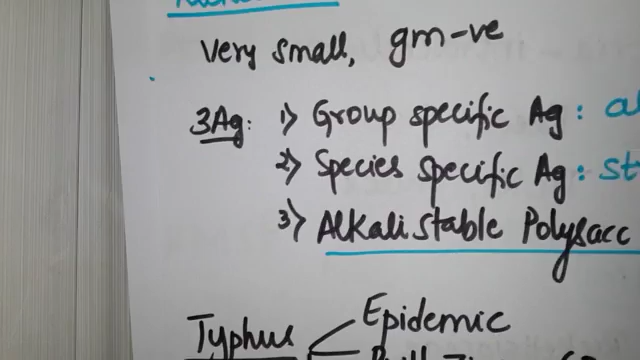 Very small, gm-ve
3Ag: 1) Group specific Ag:
2) Species specific Ag: st
3) Alkali stable Polysacc
Typhus Epidemic